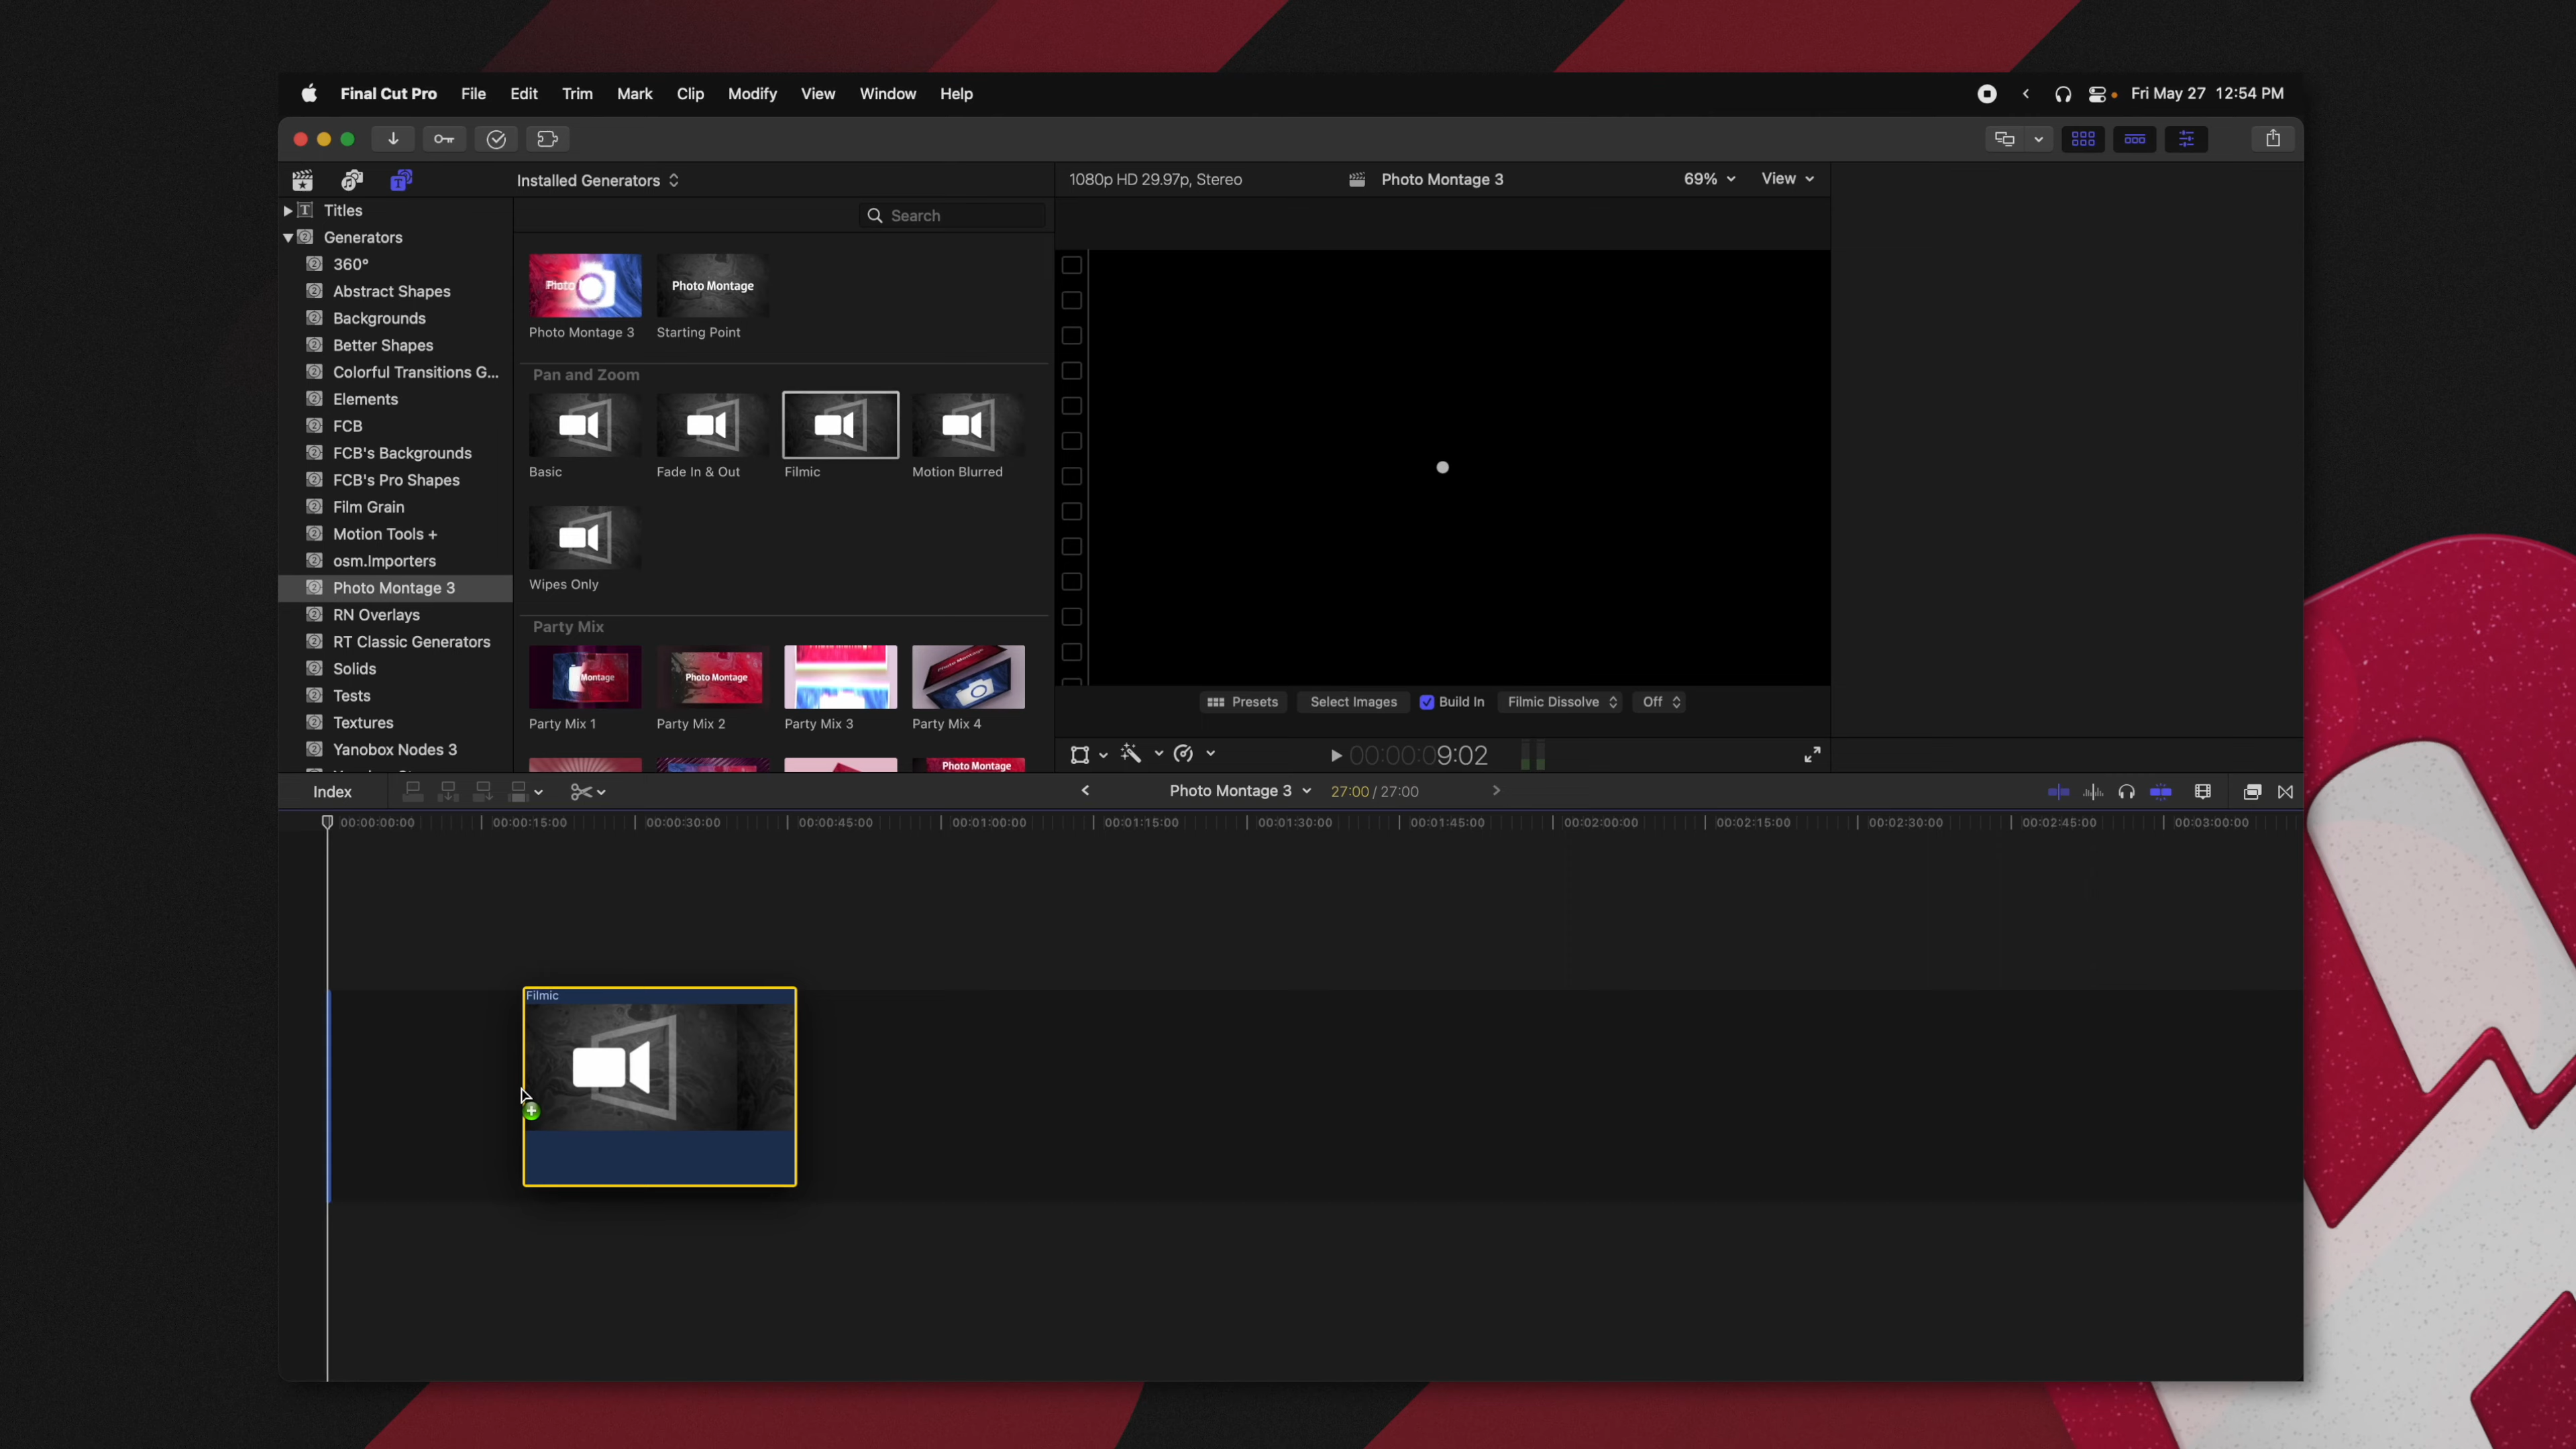 Final Cut Pro File Edit Trim Mark Clip Modify View Window Help
Fri May 27 12:54 PM
Installed Generators
1080p HD 29.97p, Stereo
Photo Montage 3
69%
View
Search
Titles
Generators
360°
Abstract Shapes
Backgrounds
Better Shapes
Colorful Transitions G...
Elements
FCB
FCB's Backgrounds
FCB's Pro Shapes
Film Grain
Motion Tools +
osm.Importers
Photo Montage 3
RN Overlays
RT Classic Generators
Solids
Tests
Textures
Yanobox Nodes 3
Photo Montage
Photo Montage 3
Starting Point
Pan and Zoom
Basic
Fade In & Out
Filmic
Motion Blurred
Wipes Only
Party Mix
Montage
Photo Montage
Party Mix 1
Party Mix 2
Party Mix 3
Party Mix 4
Photo Montage
Presets
Select Images
Build In
Filmic Dissolve
Off
00:00:09:02
Index
Photo Montage 3
27:00 / 27:00
00:00:00:00
00:00:15:00
00:00:30:00
00:00:45:00
00:01:00:00
00:01:15:00
00:01:30:00
00:01:45:00
00:02:00:00
00:02:15:00
00:02:30:00
00:02:45:00
00:03:00:00
Filmic